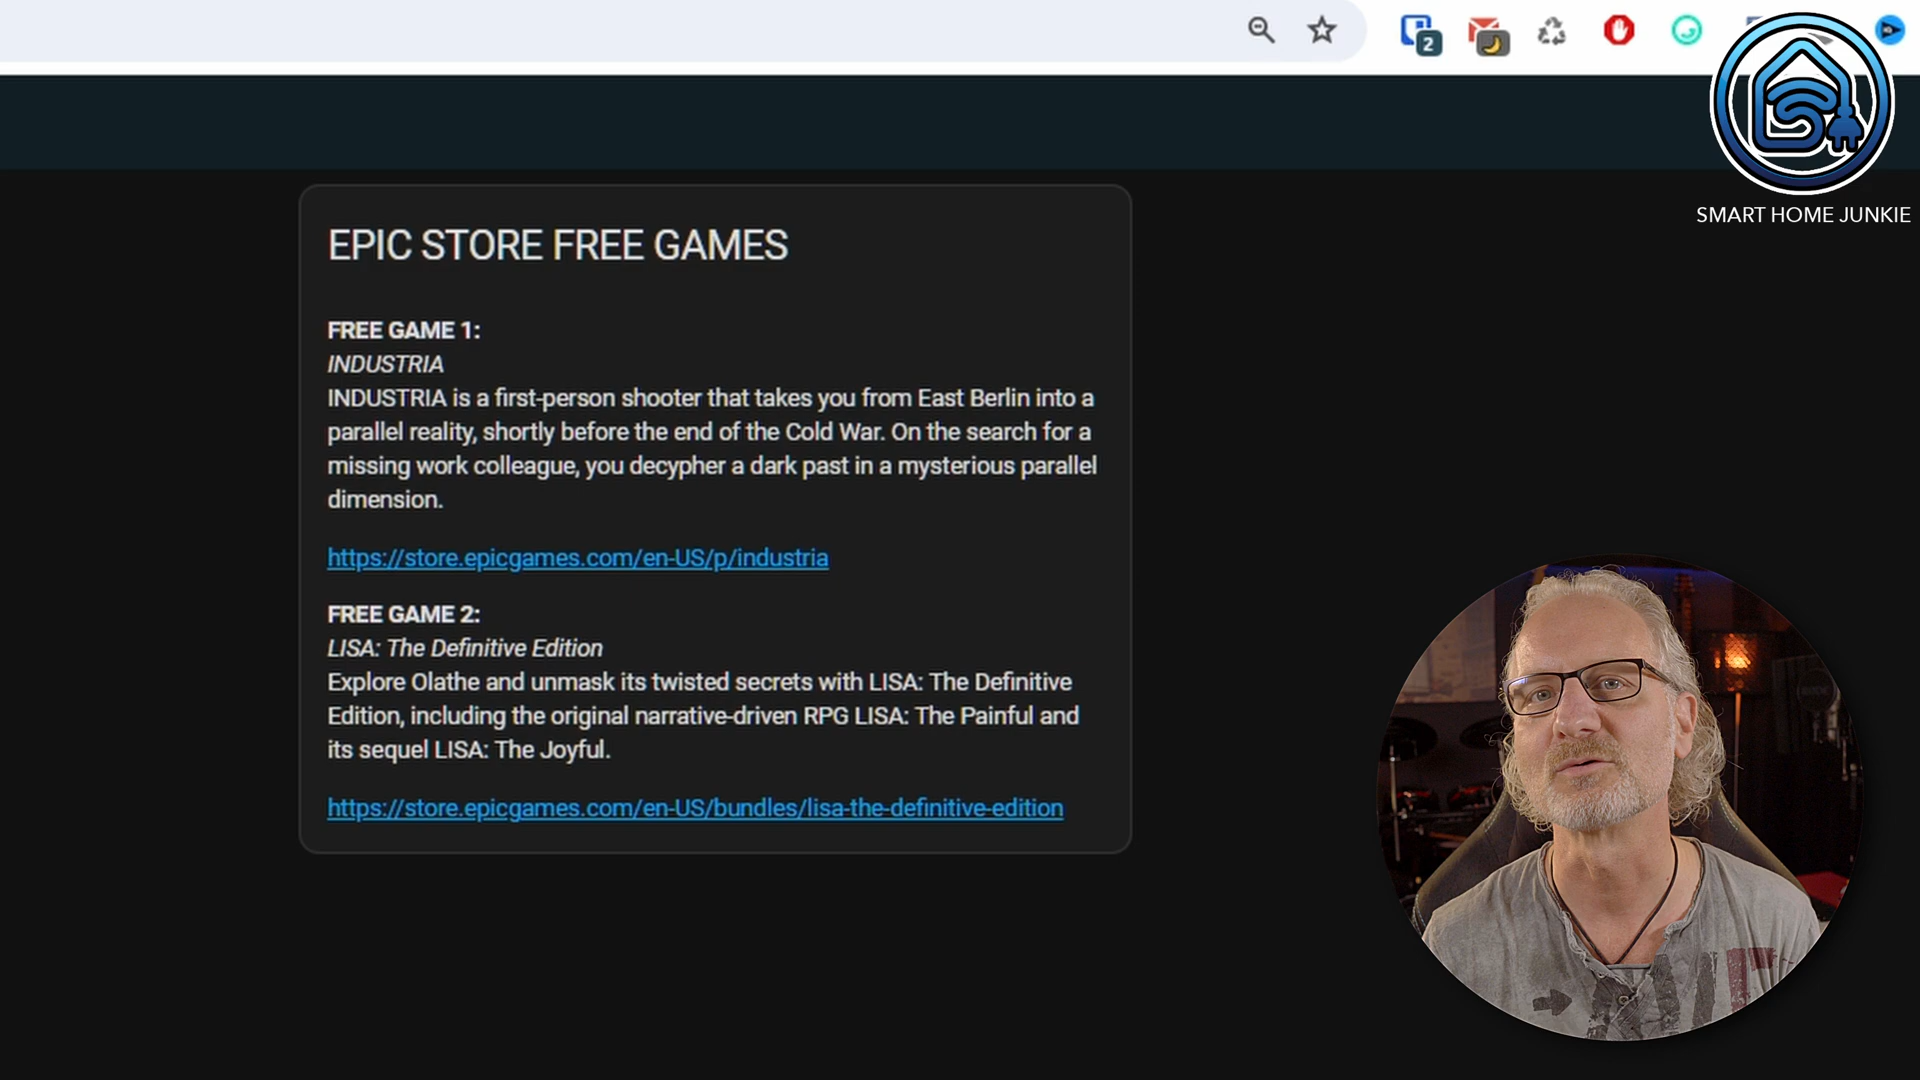 2
SMART HOME JUNKIE
EPIC STORE FREE GAMES
FREE GAME 1:
INDUSTRIA
INDUSTRIA is a first-person shooter that takes you from East Berlin into a
parallel reality, shortly before the end of the Cold War. On the search for a
missing work colleague, you decypher a dark past in a mysterious parallel
dimension.
https://store.epicgames.com/en-US/p/industria
FREE GAME 2:
LISA: The Definitive Edition
Explore Olathe and unmask its twisted secrets with LISA: The Definitive
Edition, including the original narrative-driven RPG LISA: The Painful and
its sequel LISA: The Joyful.
https://store.epicgames.com/en-US/bundles/lisa-the-definitive-edition